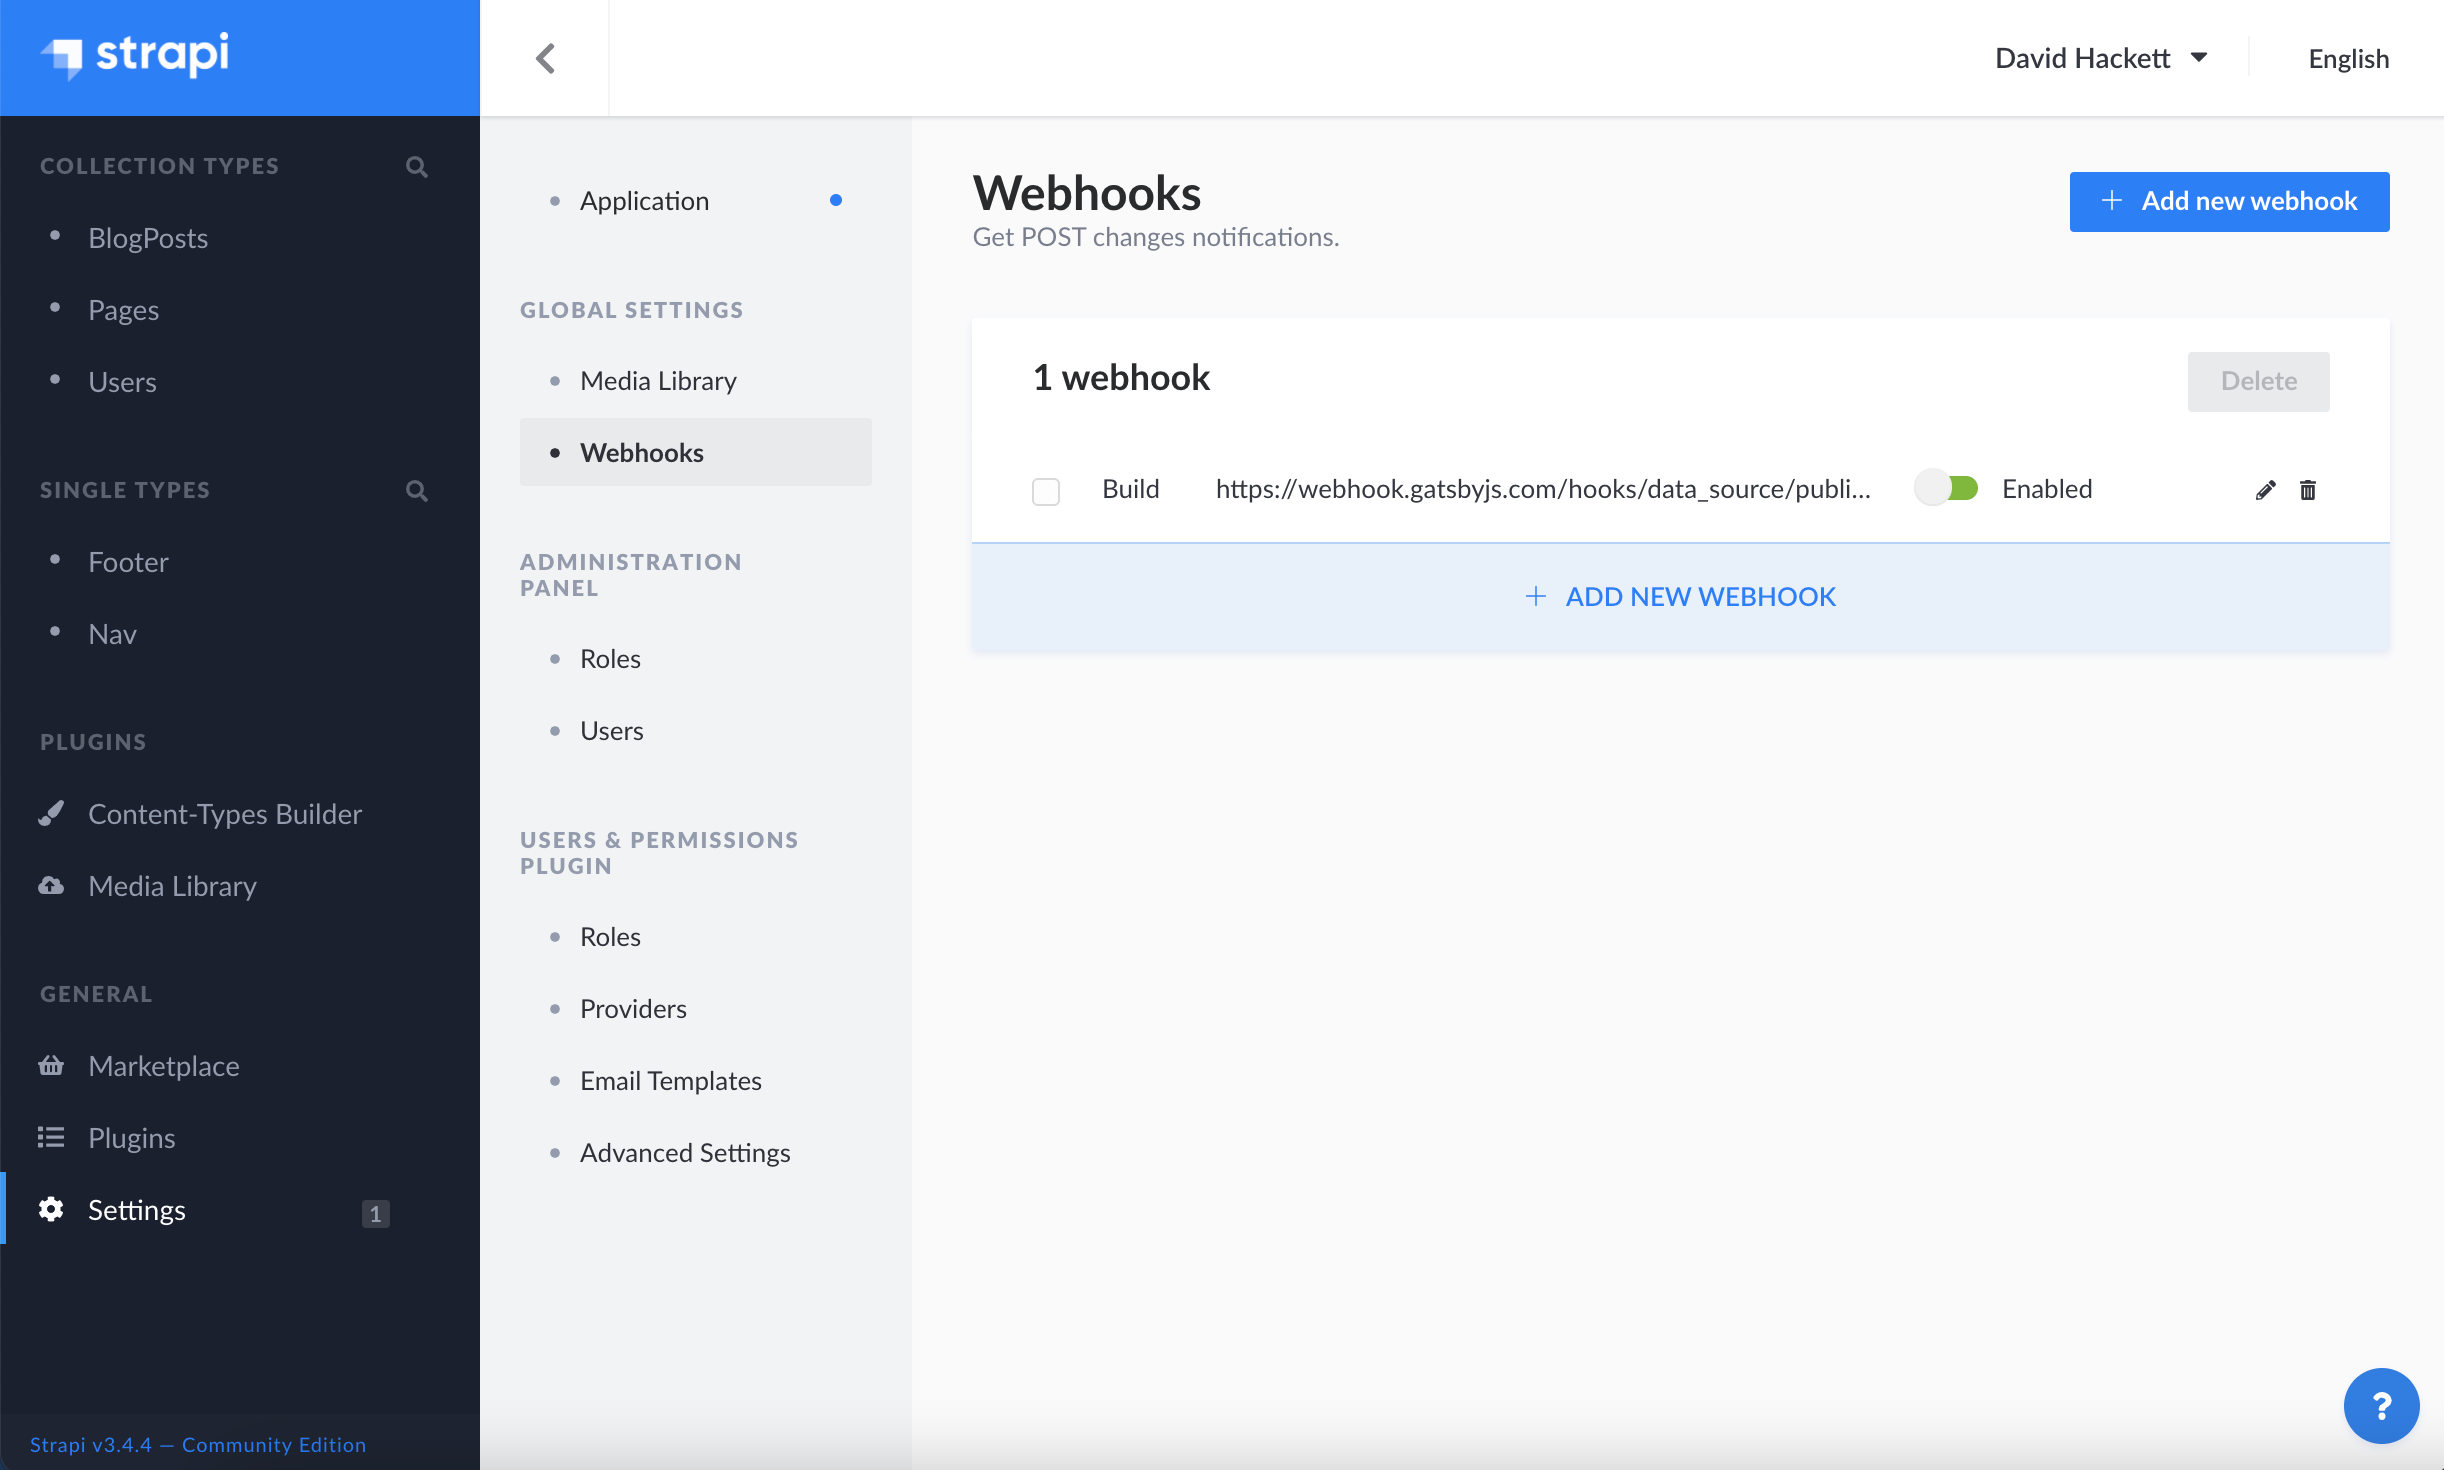 strapi
David Hackett
English
COLLECTION TYPES
BlogPosts
Pages
Users
SINGLE TYPES
Footer
Nav
PLUGINS
Content-Types Builder
Media Library
GENERAL
Marketplace
Plugins
Settings
1
Strapi v3.4.4 — Community Edition
Application
GLOBAL SETTINGS
Media Library
Webhooks
ADMINISTRATION
PANEL
Roles
Users
USERS & PERMISSIONS
PLUGIN
Roles
Providers
Email Templates
Advanced Settings
Webhooks
Get POST changes notifications.
Add new webhook
1 webhook
Delete
Build https://webhook.gatsbyjs.com/hooks/data_source/publi... Enabled
ADD NEW WEBHOOK
?